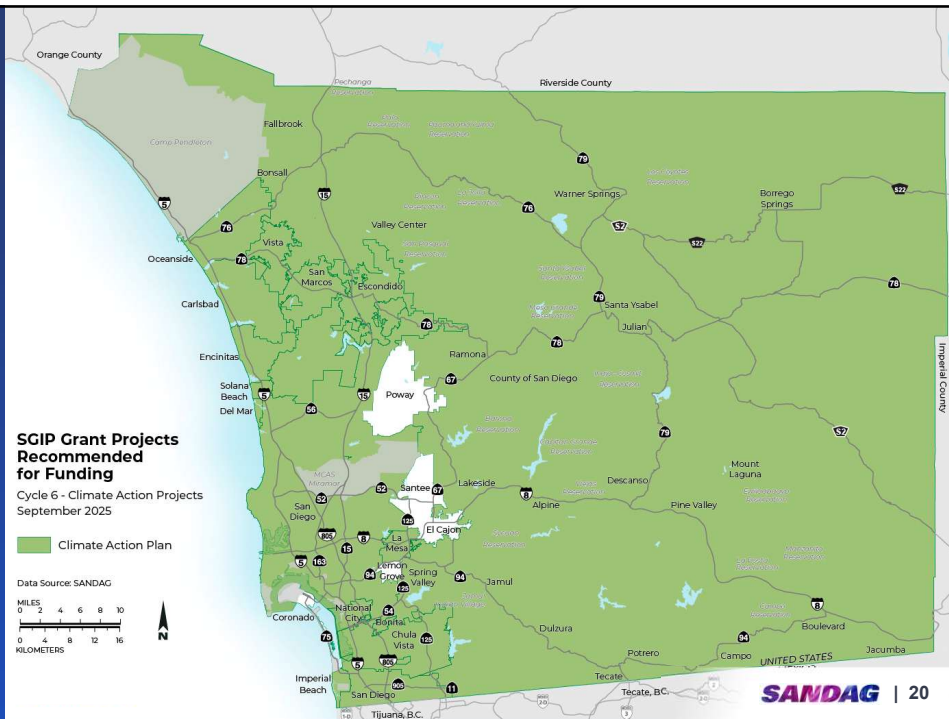 Orange County
Riverside County
Pechanga
Reservation
Fallbrook
Camp Pendleton
Bonsall
79
Warner Springs
Borrego
Springs
S22
15
5
76
76
S2
S22
Valley Center
Vista
Oceanside
78
San
Marcos
Escondido
Carlsbad
79
Santa Ysabel
78
Julian
78
78
Encinitas
Ramona
Solana
Beach
Del Mar
5
56
15
Poway
67
County of San Diego
Imperial County
79
S2
SGIP Grant Projects
Recommended
for Funding
Cycle 6 - Climate Action Projects
September 2025
Climate Action Plan
Data Source: SANDAG
MILES
0 2 4 6 8 10
0 4 8 12 16
KILOMETERS
N
MCAS
Miramar
52
52
Santee
67
Lakeside
8
Alpine
Descanso
Mount
Laguna
Pine Valley
San
Diego
125
El Cajon
805
8
La
Mesa
15
5
163
94
Lemon
Grove
Spring
Valley
125
94
Jamul
National
City
54
Bonita
Coronado
75
Chula
Vista
125
Dulzura
8
Boulevard
94
Campo
Jacumba
Potrero
UNITED STATES
Tecate
Tecate, B.C.
5
805
Imperial
Beach
San Diego
905
11
Tijuana, B.C.
SANDAG | 20